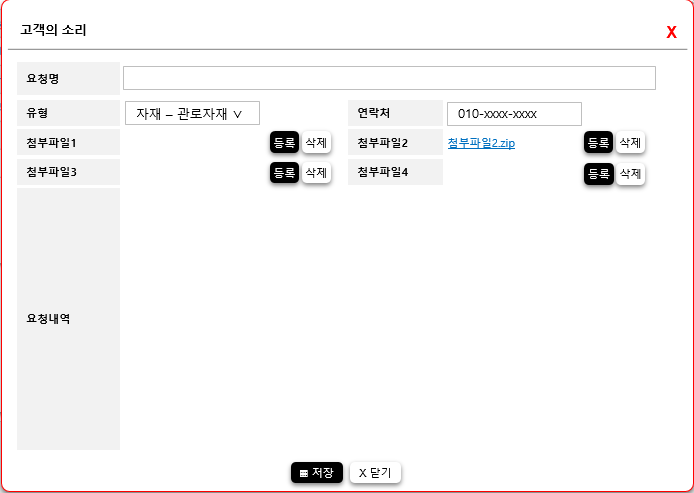 고객의 소리 X
요청명
유형 자재 – 관로자재 ∨ 연락처 010-xxxx-xxxx
첨부파일1 등록 삭제 첨부파일2 첨부파일2.zip 등록 삭제
첨부파일3 등록 삭제 첨부파일4 등록 삭제
요청내역
저장 X 닫기